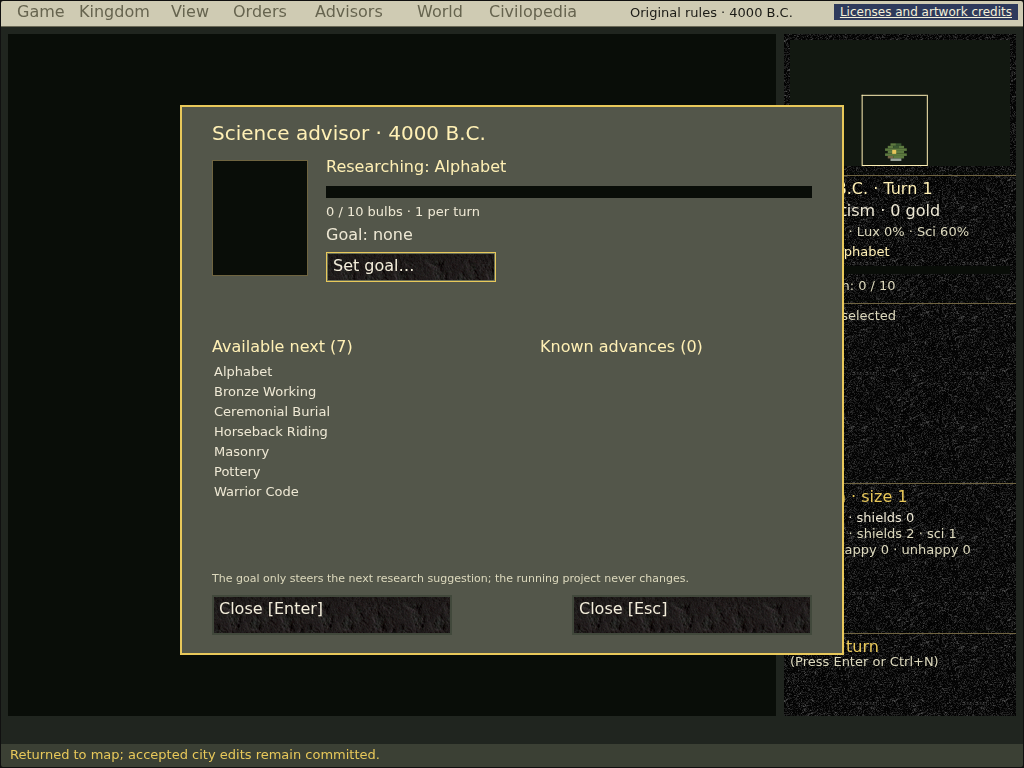 Game Kingdom View Orders Advisors World Civilopedia Original rules · 4000 B.C. Licenses and artwork credits
Science advisor · 4000 B.C.
Researching: Alphabet
0 / 10 bulbs · 1 per turn
Goal: none
Set goal...
Available next (7)
Alphabet
Bronze Working
Ceremonial Burial
Horseback Riding
Masonry
Pottery
Warrior Code
Known advances (0)
The goal only steers the next research suggestion; the running project never changes.
Close [Enter]
Close [Esc]
B.C. · Turn 1
· 0 gold
· Lux 0% · Sci 60%
0 / 10
selected
· size 1
· shields 0
· shields 2 · sci 1
0 · unhappy 0
turn
(Press Enter or Ctrl+N)
Returned to map; accepted city edits remain committed.